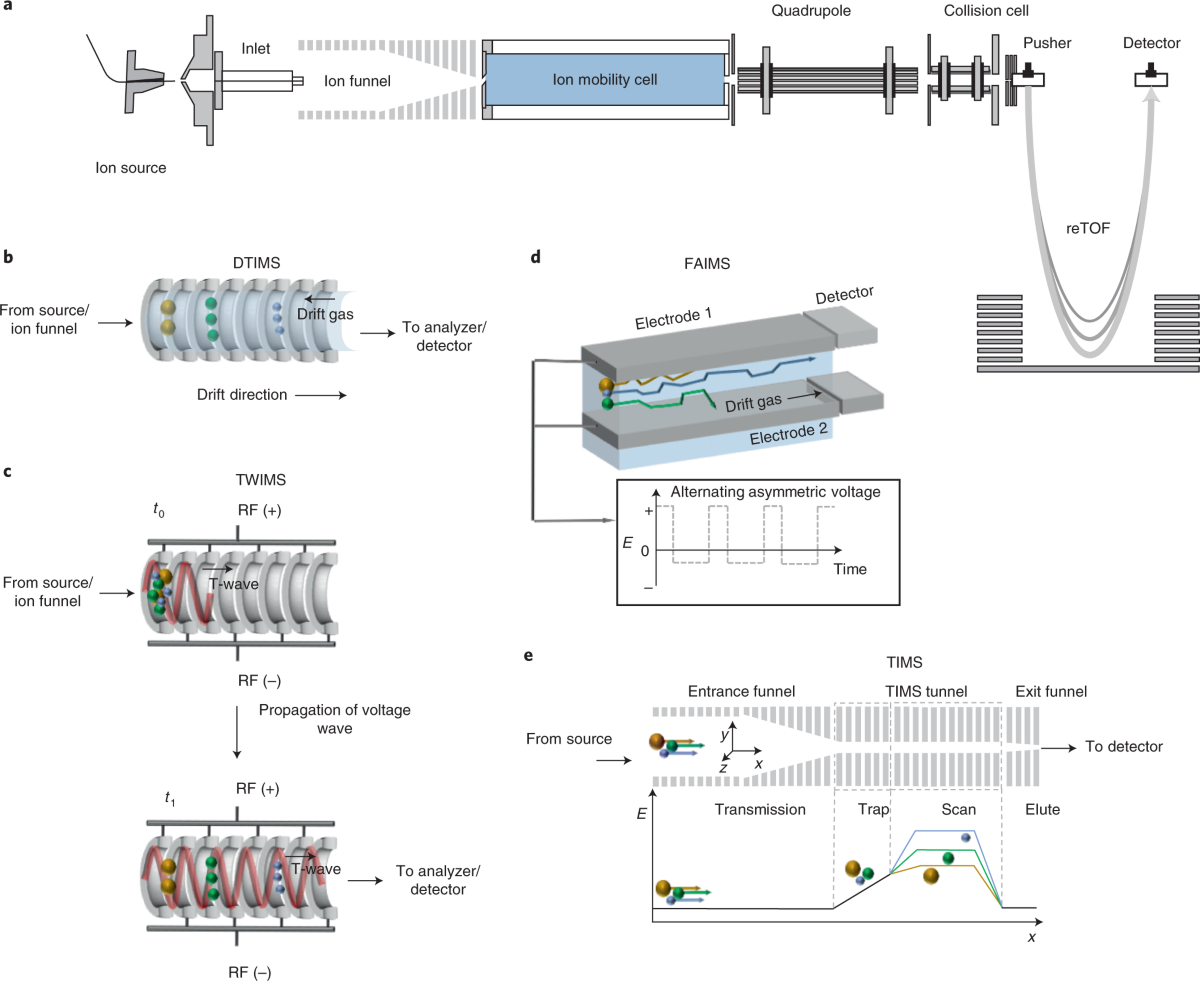 a
Quadrupole
Collision cell
Inlet
Pusher
Detector
Ion funnel
Ion mobility cell
Ion source
reTOF
b
DTIMS
From source/
ion funnel
Drift gas
To analyzer/
detector
Drift direction
c
TWIMS
t0
RF (+)
From source/
ion funnel
T-wave
RF (–)
Propagation of voltage
wave
t1
RF (+)
T-wave
To analyzer/
detector
RF (–)
d
FAIMS
Detector
Electrode 1
Drift gas
Electrode 2
Alternating asymmetric voltage
+
E
0
Time
–
e
TIMS
Entrance funnel
TIMS tunnel
Exit funnel
From source
y
z
x
To detector
E
Transmission
Trap
Scan
Elute
x